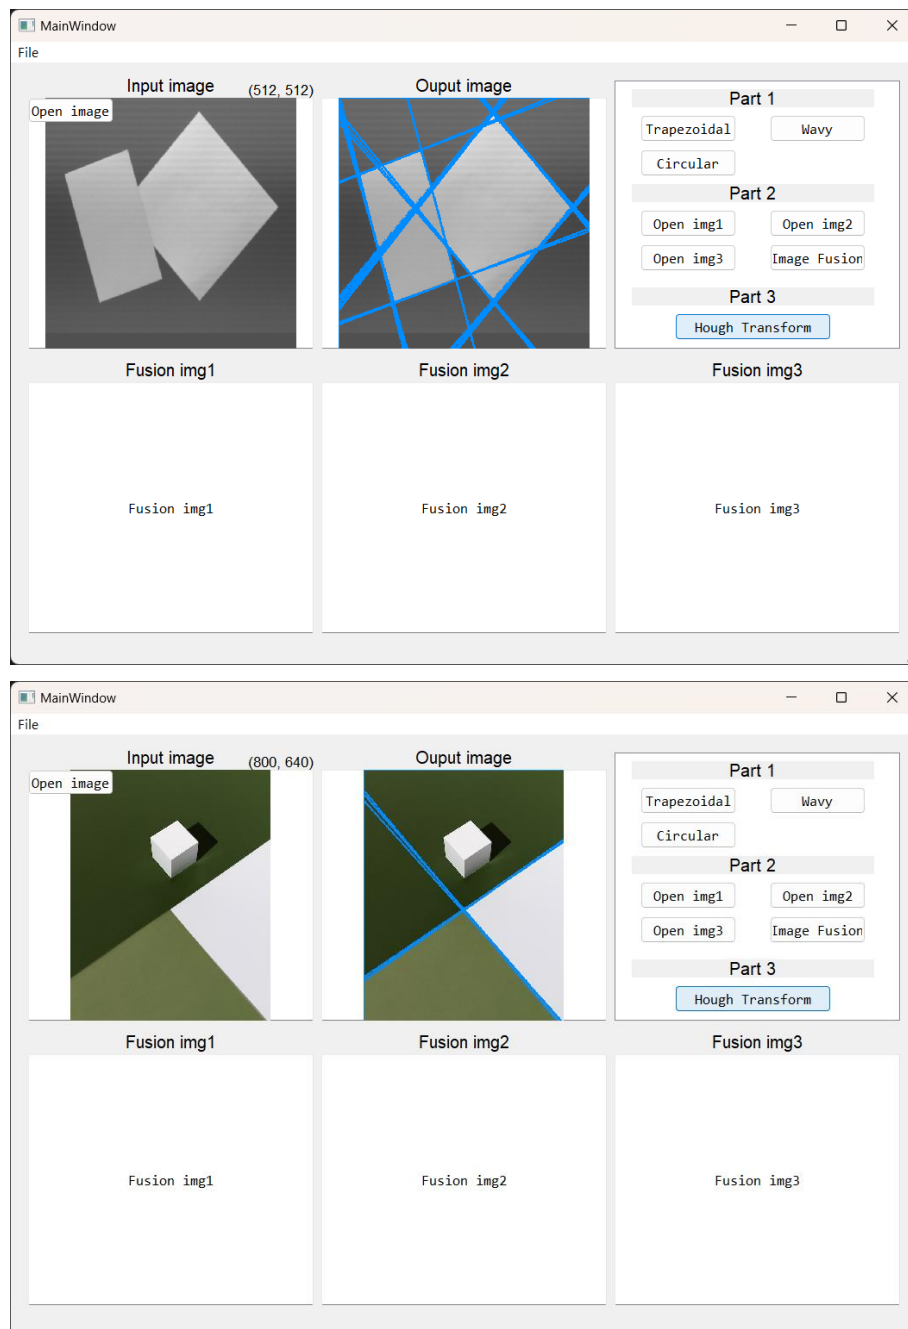 MainWindow
File
Input image
(512, 512)
Ouput image
Open image
Part 1
Trapezoidal
Wavy
Circular
Part 2
Open img1
Open img2
Open img3
Image Fusion
Part 3
Hough Transform
Fusion img1
Fusion img2
Fusion img3
Fusion img1
Fusion img2
Fusion img3
MainWindow
File
Input image
(800, 640)
Ouput image
Open image
Part 1
Trapezoidal
Wavy
Circular
Part 2
Open img1
Open img2
Open img3
Image Fusion
Part 3
Hough Transform
Fusion img1
Fusion img2
Fusion img3
Fusion img1
Fusion img2
Fusion img3